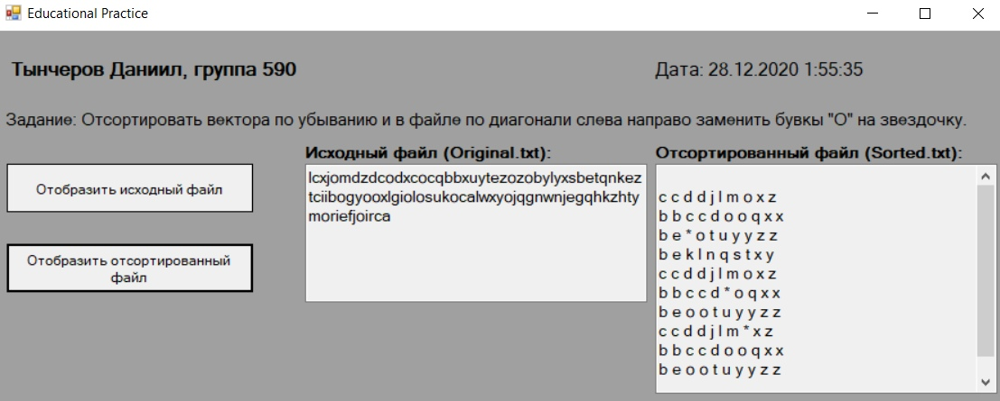 Educational Practice
Тынчеров Даниил, группа 590
Дата: 28.12.2020 1:55:35
Задание: Отсортировать вектора по убыванию и в файле по диагонали слева направо заменить бувкы "О" на звездочку.
Исходный файл (Original.txt):
Отсортированный файл (Sorted.txt):
Отобразить исходный файл
Отобразить отсортированный
файл
lcxjomdzdcodxcocqbbxuytezozobylyxsbetqnkez
tciibogyooxlgiolosukocalwxyojqgnwnjegqhkzhty
moriefjoirca
c c d d j l m o x z
b b c c d o o q x x
b e * o t u y y z z
b e k l n q s t x y
c c d d j l m o x z
b b c c d * o q x x
b e o o t u y y z z
c c d d j l m * x z
b b c c d o o q x x
b e o o t u y y z z